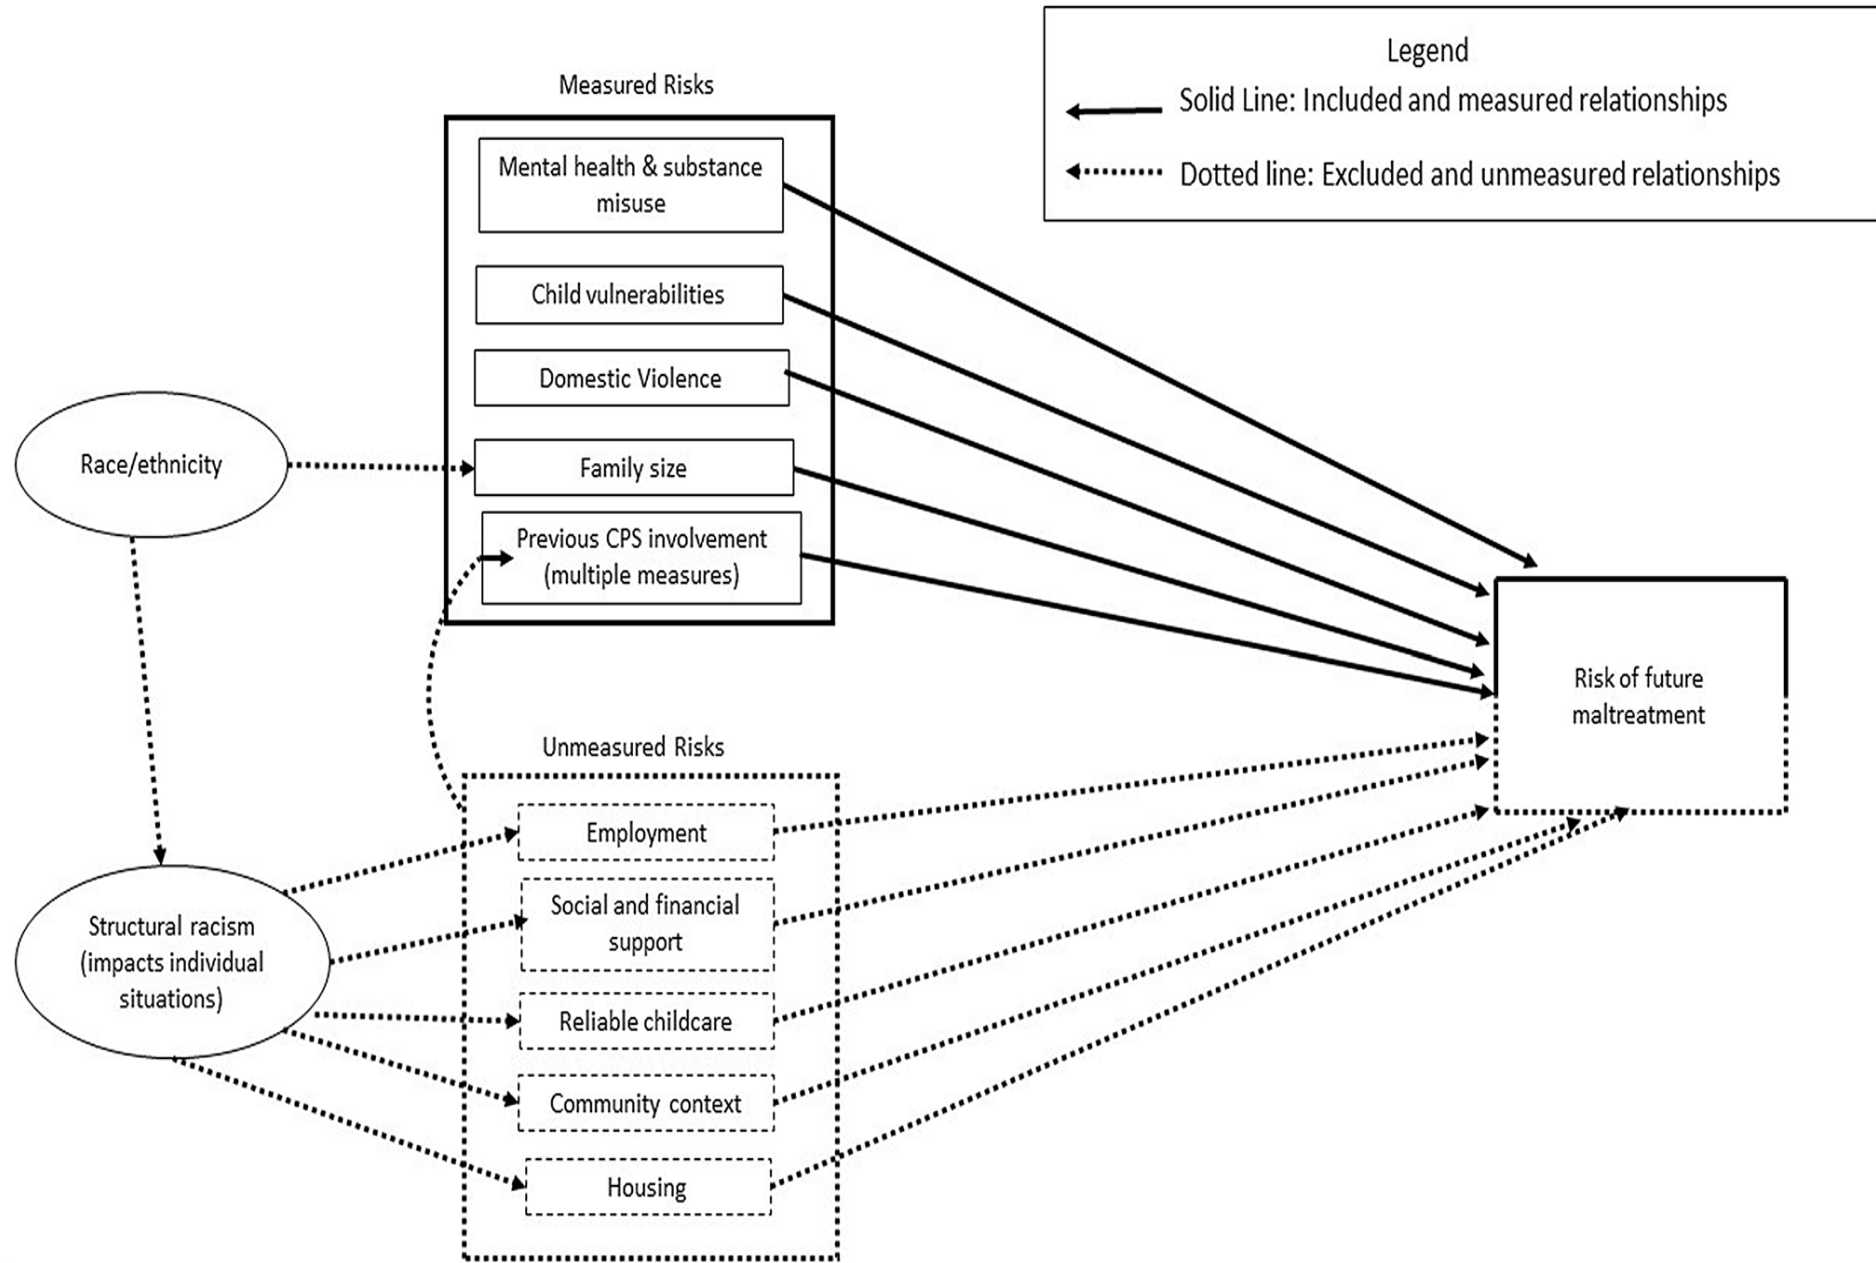 Legend
Solid Line: Included and measured relationships
Dotted line: Excluded and unmeasured relationships
Measured Risks
Mental health & substance
misuse
Child vulnerabilities
Domestic Violence
Race/ethnicity
Family size
Previous CPS involvement
(multiple measures)
Risk of future
maltreatment
Unmeasured Risks
Employment
Social and financial
support
Structural racism
(impacts individual
situations)
Reliable childcare
Community context
Housing